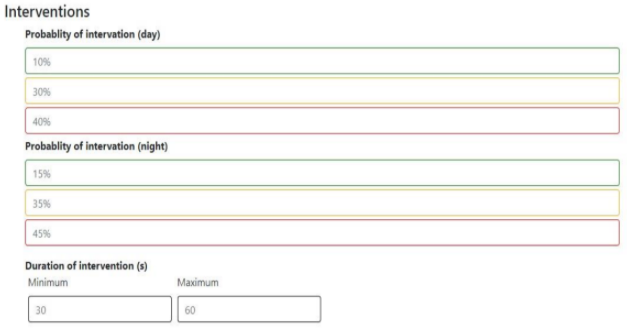 Interventions
Probablity of intervation (day)
10%
30%
40%
Probablity of intervation (night)
15%
35%
45%
Duration of intervention (s)
Minimum Maximum
30 60